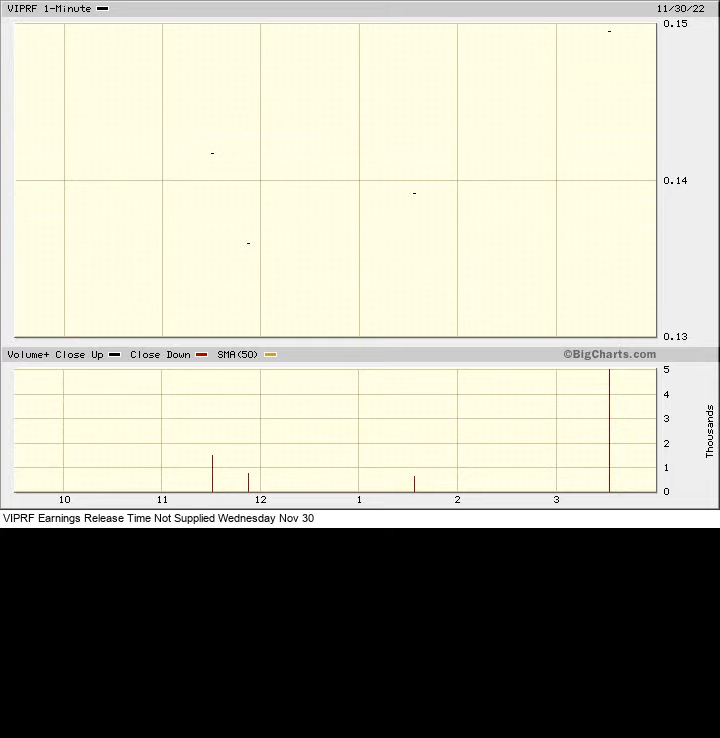 VIPRF 1-Minute 11/30/22
0.15
0.14
0.13
Volume+ Close Up Close Down SMA(50) ©BigCharts.com
5
4
3
2
1
0
Thousands
10 11 12 1 2 3
VIPRF Earnings Release Time Not Supplied Wednesday Nov 30